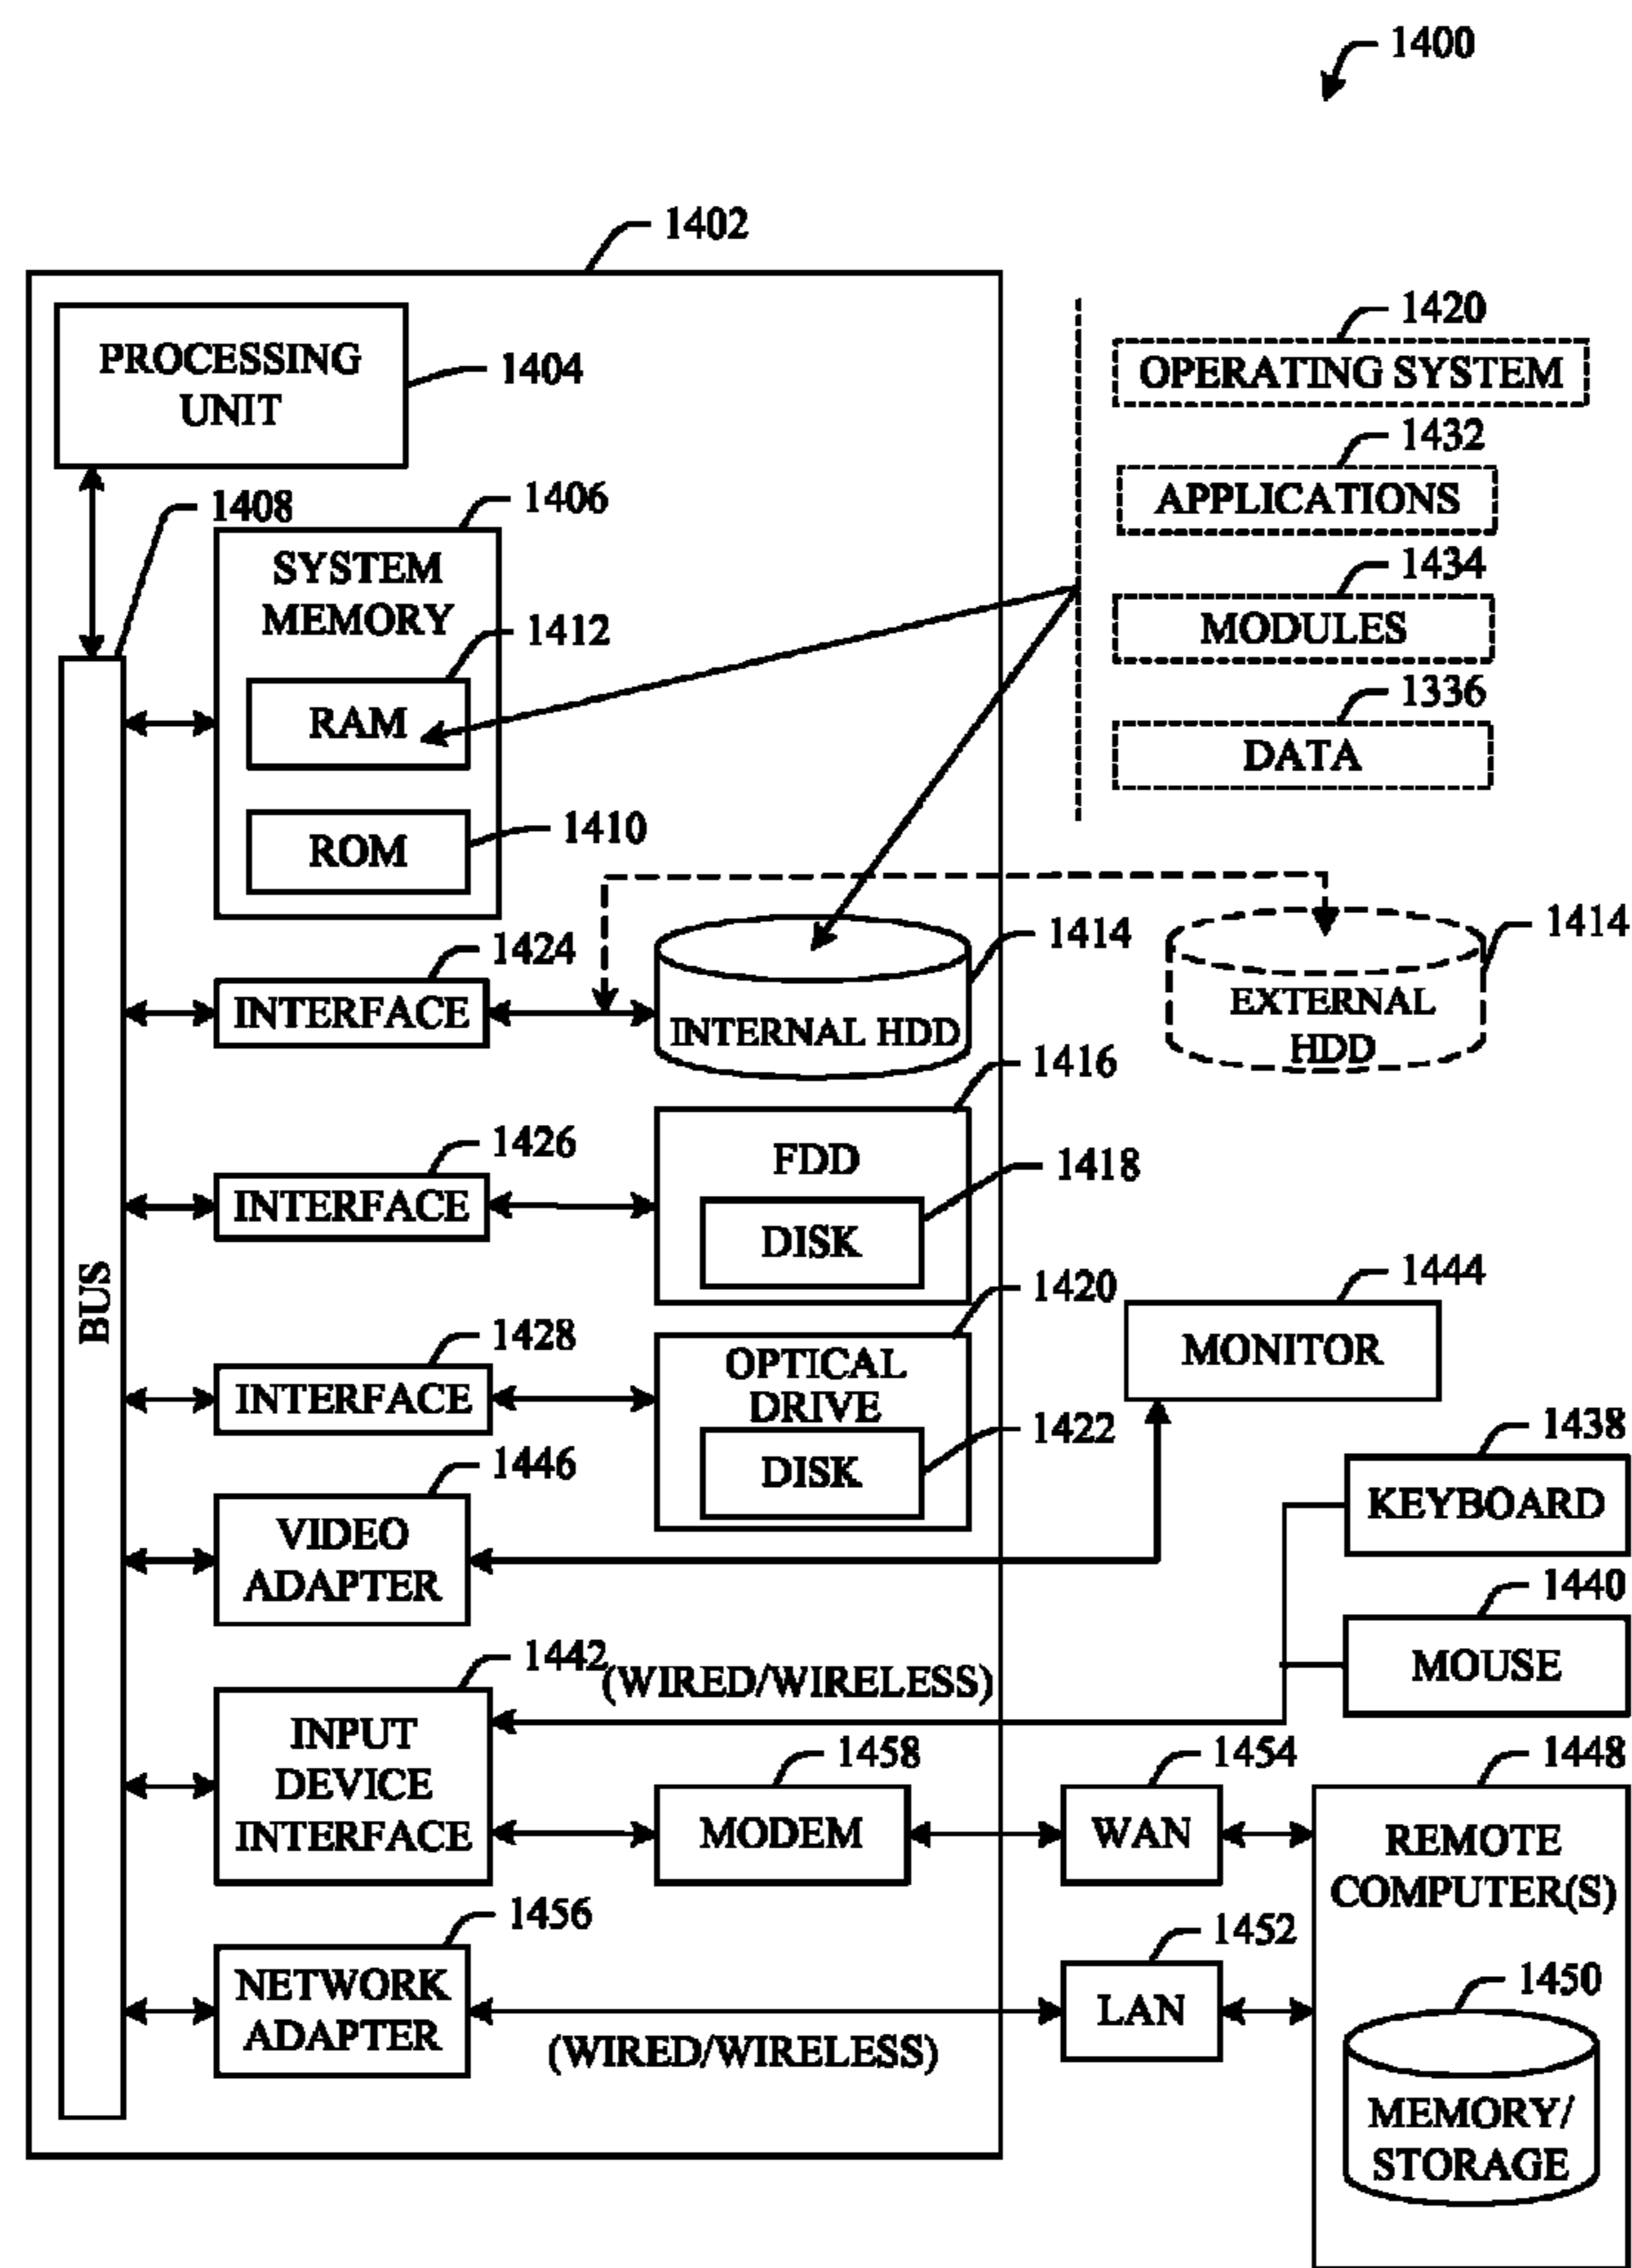 1400
1402
PROCESSING
UNIT
1404
1420
OPERATING SYSTEM
1432
APPLICATIONS
1434
MODULES
1336
DATA
1408
1406
SYSTEM
MEMORY
1412
RAM
1410
ROM
1424
INTERFACE
1414
INTERNAL HDD
1414
EXTERNAL
HDD
1426
INTERFACE
1416
FDD
1418
DISK
BUS
1428
INTERFACE
1420
OPTICAL
DRIVE
1422
DISK
1444
MONITOR
1446
VIDEO
ADAPTER
1438
KEYBOARD
1440
MOUSE
1442
(WIRED/WIRELESS)
INPUT
DEVICE
INTERFACE
1458
MODEM
1454
WAN
1448
REMOTE
COMPUTER(S)
1456
NETWORK
ADAPTER
(WIRED/WIRELESS)
1452
LAN
1450
MEMORY/
STORAGE